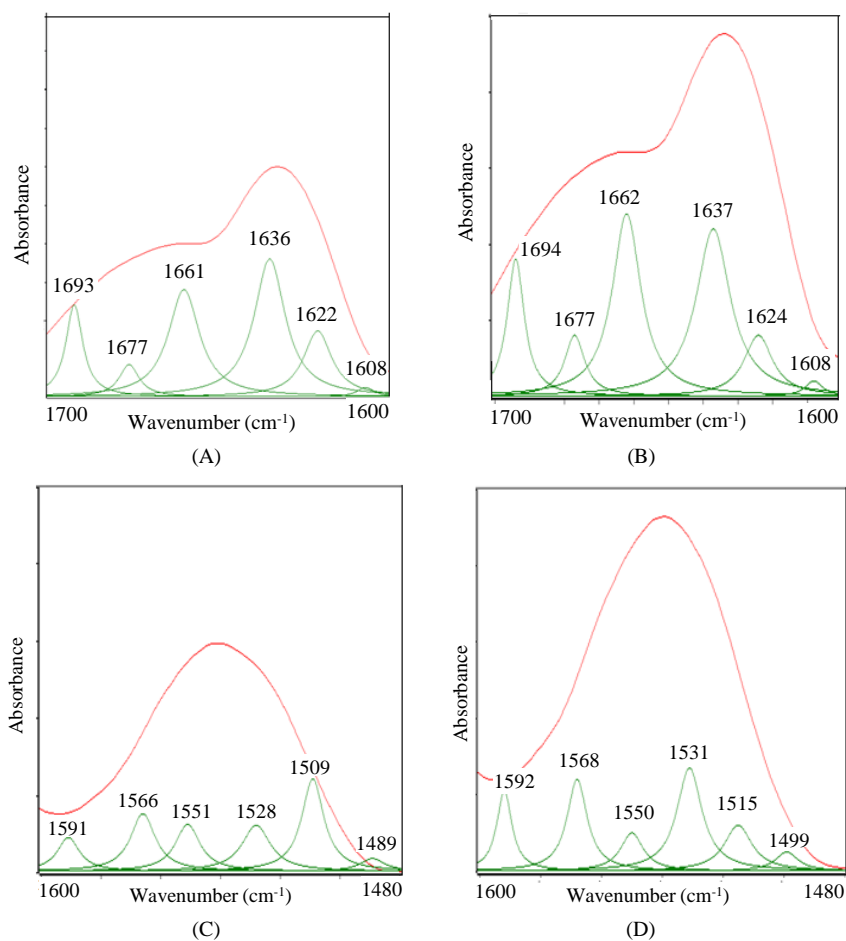 Absorbance
1693
1677
1661
1636
1622
1608
1700
Wavenumber (cm-1)
1600
(A)
Absorbance
1694
1677
1662
1637
1624
1608
1700
Wavenumber (cm-1)
1600
(B)
Absorbance
1591
1566
1551
1528
1509
1489
1600
Wavenumber (cm-1)
1480
(C)
Absorbance
1592
1568
1550
1531
1515
1499
1600
Wavenumber (cm-1)
1480
(D)